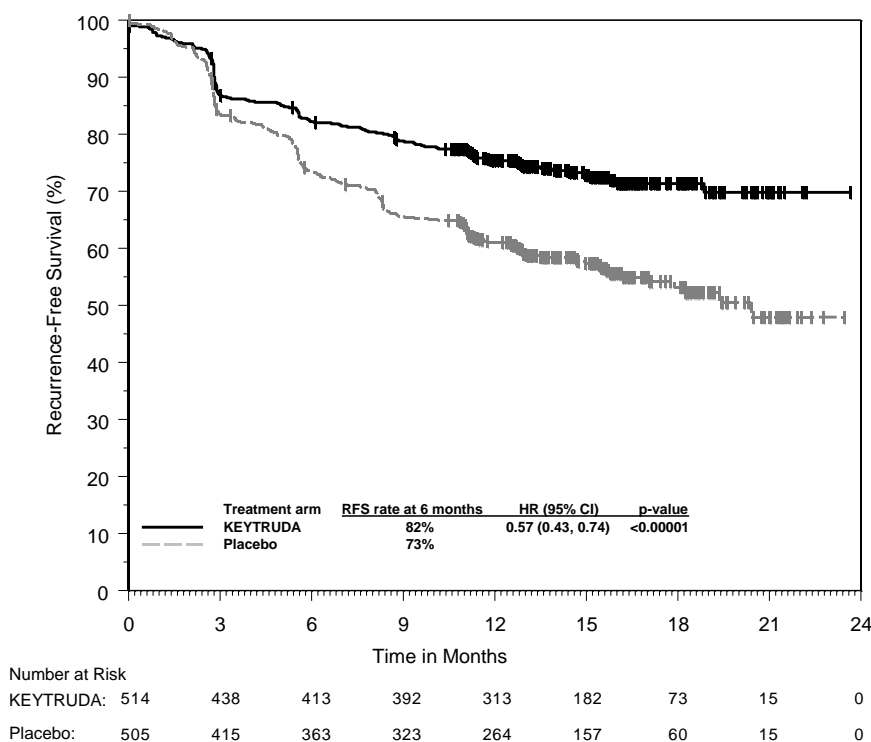 100
90
80
70
60
50
40
30
20
10
0
Recurrence-Free Survival (%)
Treatment arm RFS rate at 6 months HR (95% CI) p-value
KEYTRUDA 82% 0.57 (0.43, 0.74) <0.00001
Placebo 73%
0 3 6 9 12 15 18 21 24
Time in Months
Number at Risk
KEYTRUDA: 514 438 413 392 313 182 73 15 0
Placebo: 505 415 363 323 264 157 60 15 0